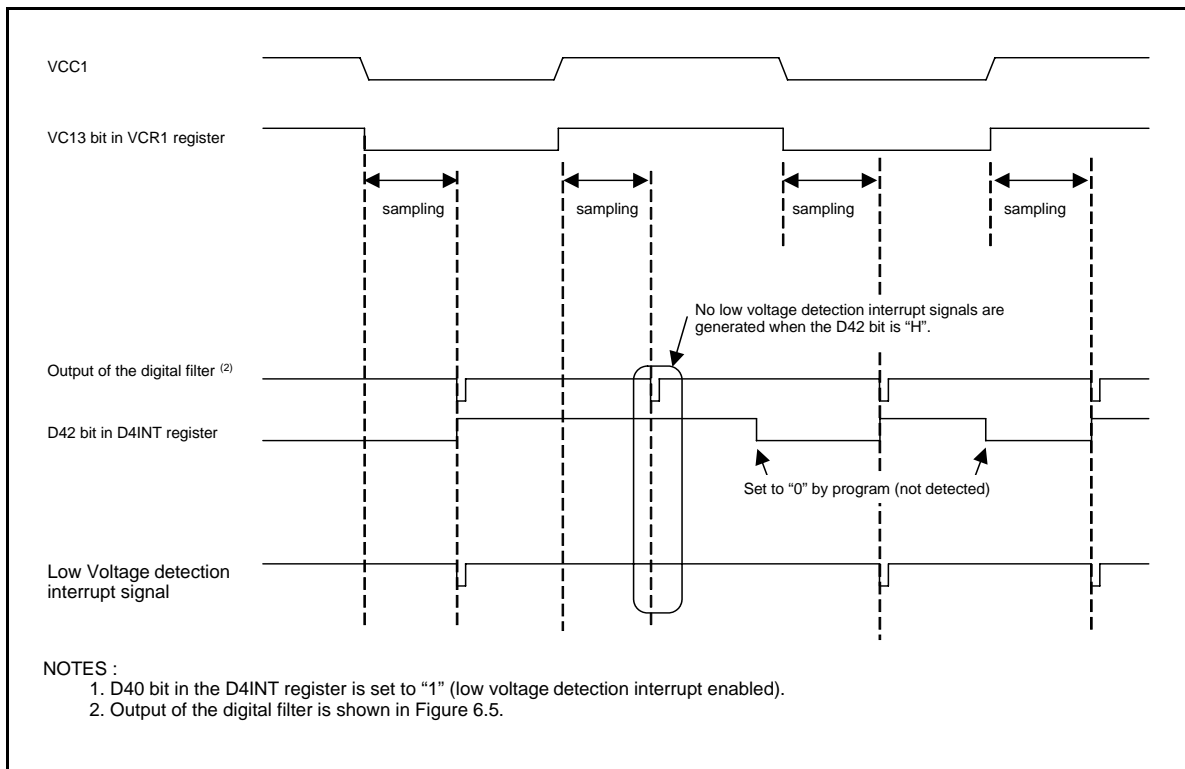 VCC1
VC13 bit in VCR1 register
sampling
sampling
sampling
sampling
No low voltage detection interrupt signals are
generated when the D42 bit is “H”.
Output of the digital filter (2)
D42 bit in D4INT register
Set to “0” by program (not detected)
Low Voltage detection
interrupt signal
NOTES :
1. D40 bit in the D4INT register is set to “1” (low voltage detection interrupt enabled).
2. Output of the digital filter is shown in Figure 6.5.